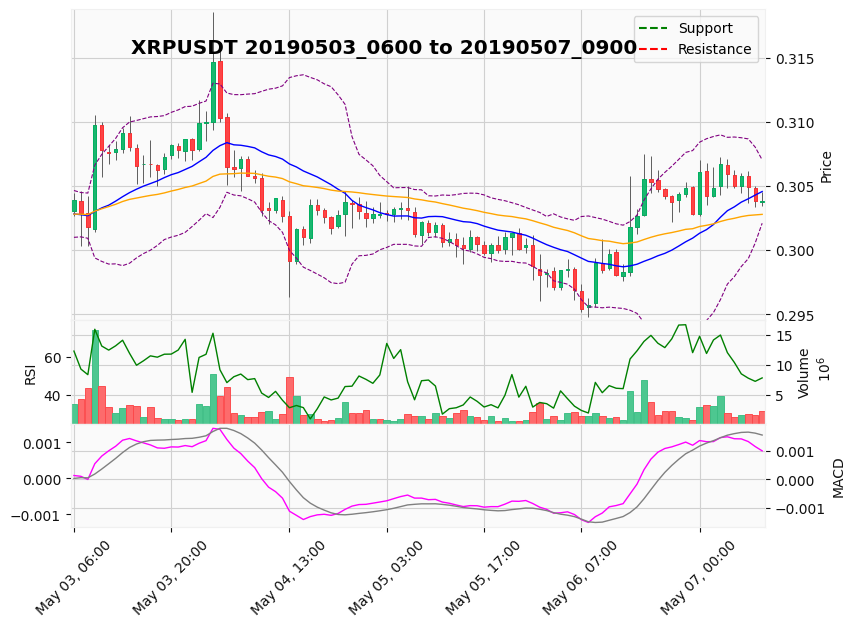 XRPUSDT 20190503_0600 to 20190507_0900
Support
Resistance
0.315
0.310
0.305
0.300
0.295
Price
RSI
60
40
15
10
5
Volume
10^6
0.001
0.000
−0.001
0.001
0.000
−0.001
MACD
May 03, 06:00
May 03, 20:00
May 04, 13:00
May 05, 03:00
May 05, 17:00
May 06, 07:00
May 07, 00:00